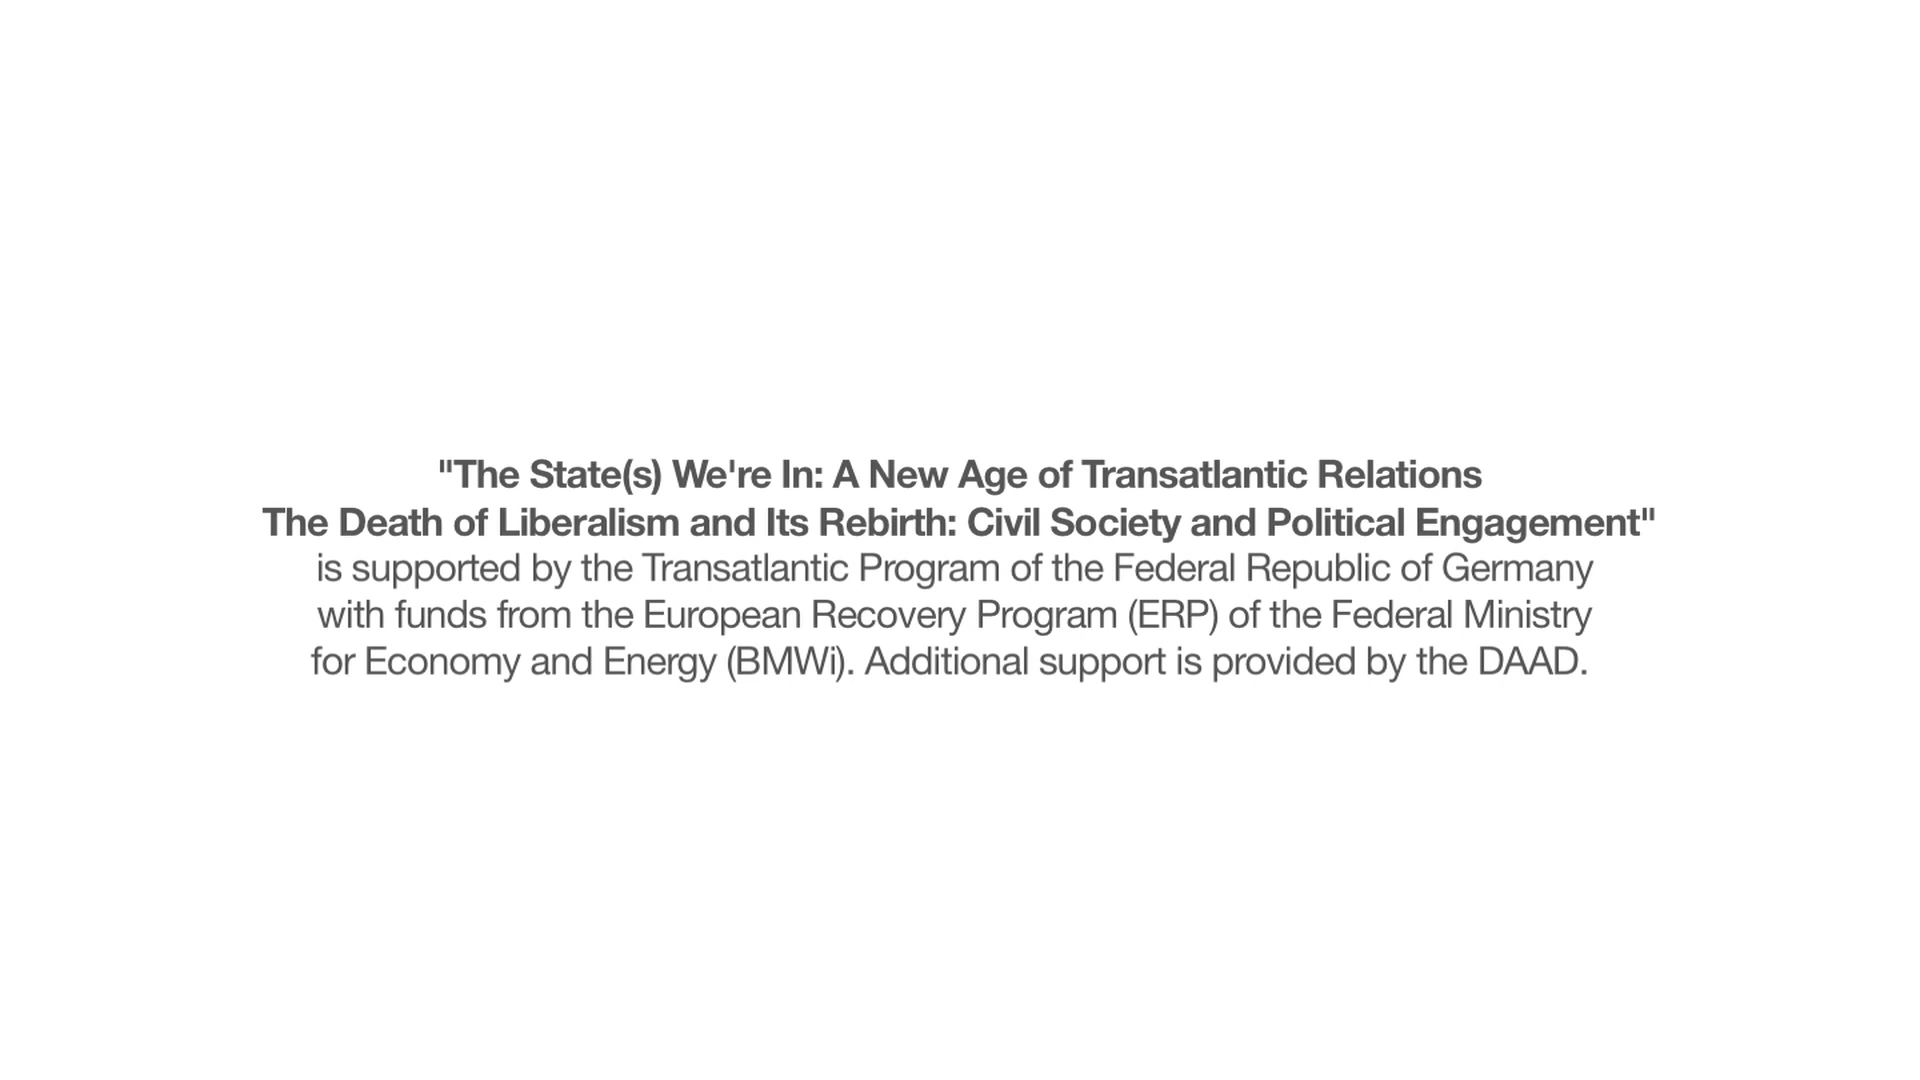 "The State(s) We're In: A New Age of Transatlantic Relations
The Death of Liberalism and Its Rebirth: Civil Society and Political Engagement"
is supported by the Transatlantic Program of the Federal Republic of Germany
with funds from the European Recovery Program (ERP) of the Federal Ministry
for Economy and Energy (BMWi). Additional support is provided by the DAAD.